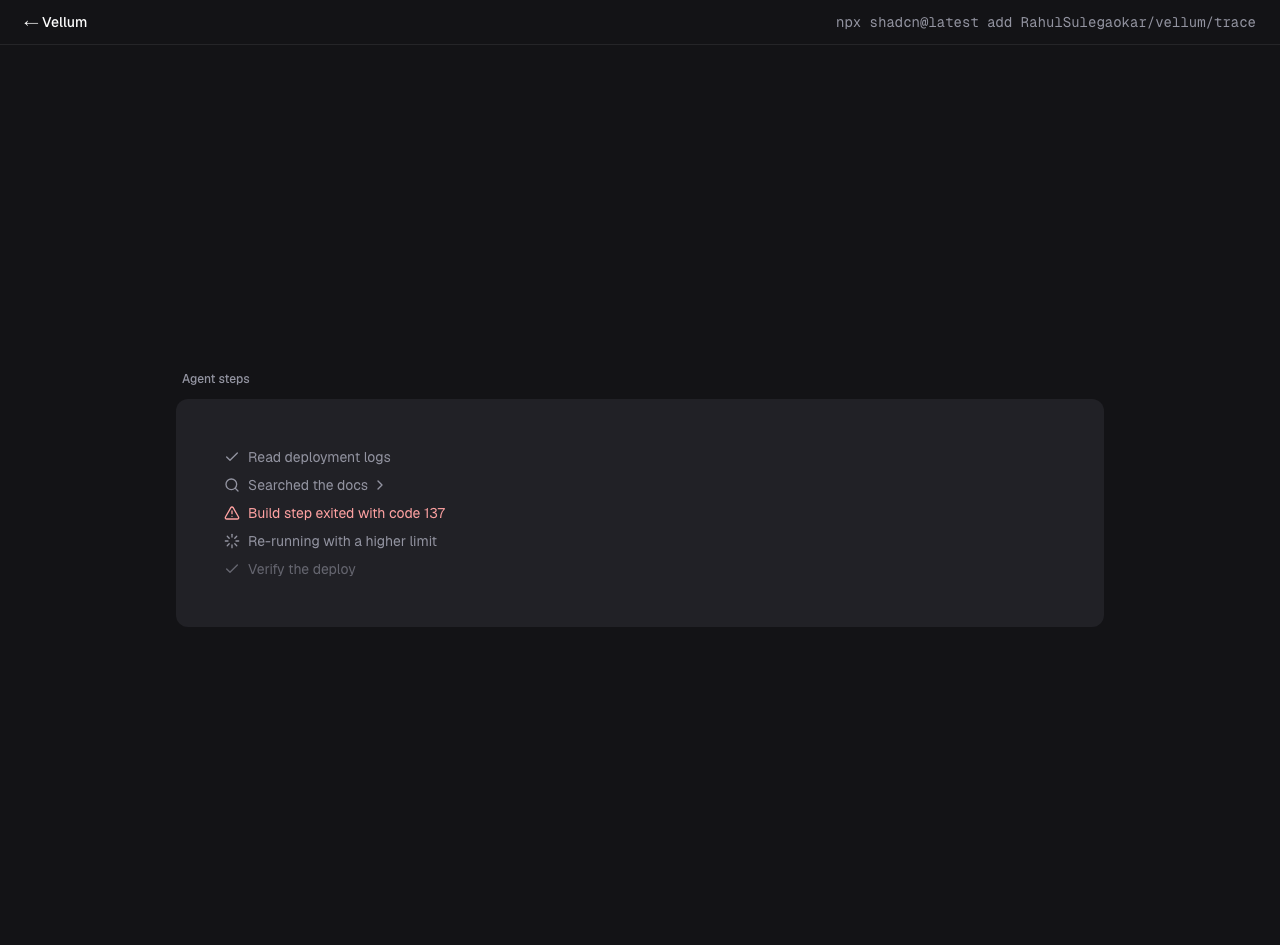 ← Vellum
npx shadcn@latest add RahulSulegaokar/vellum/trace
Agent steps
Read deployment logs
Searched the docs
Build step exited with code 137
Re-running with a higher limit
Verify the deploy